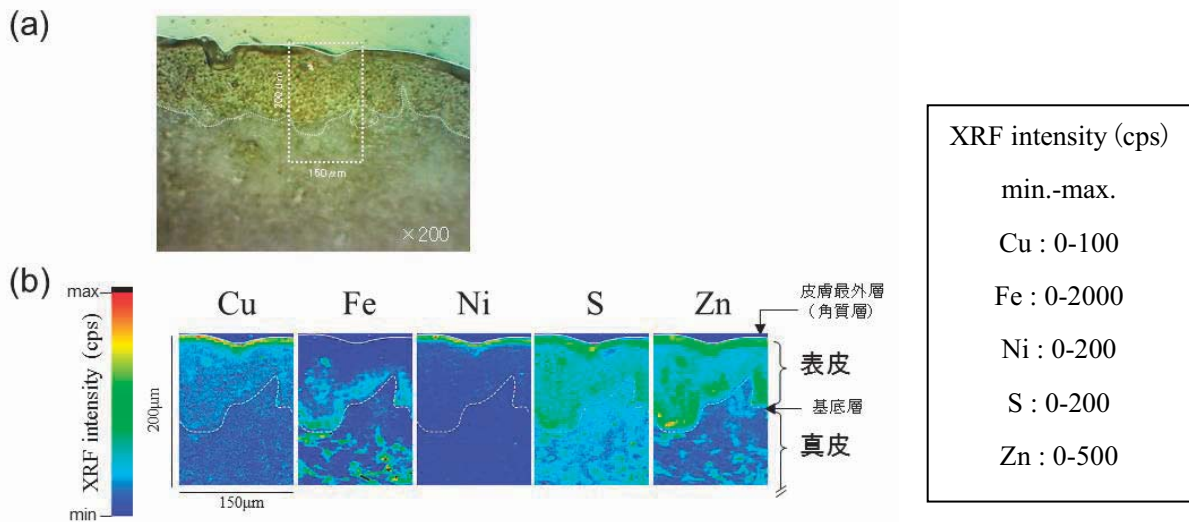 (a)
200μm
150μm
×200
(b)
max
XRF intensity (cps)
min
Cu
Fe
Ni
S
Zn
200μm
150μm
皮膚最外層
（角質層）
表皮
基底層
真皮
XRF intensity（cps）
min.-max.
Cu : 0-100
Fe : 0-2000
Ni : 0-200
S : 0-200
Zn : 0-500